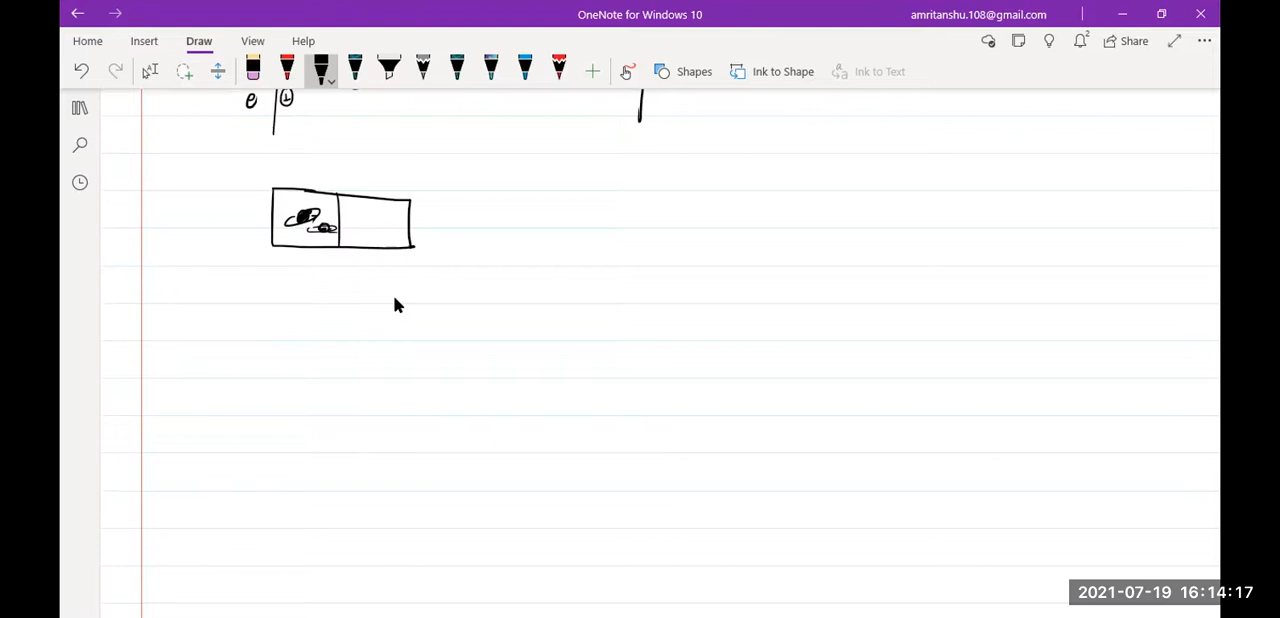 OneNote for Windows 10
amritanshu.108@gmail.com
Home Insert Draw View Help
2
Share
Shapes
Ink to Shape
Ink to Text
e
2021-07-19 16:14:17